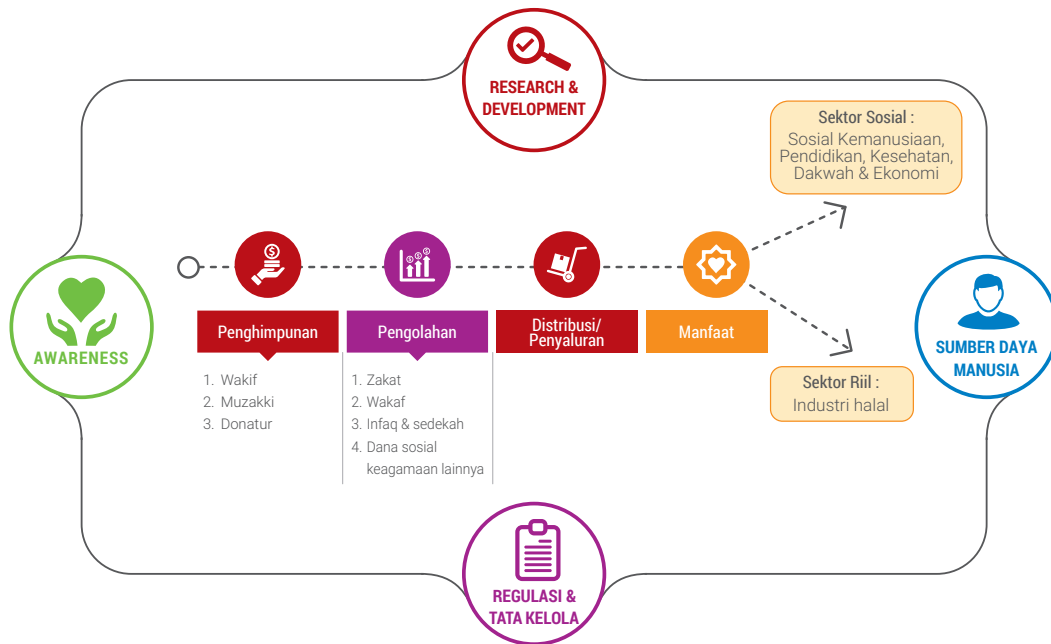 RESEARCH &
DEVELOPMENT
Sektor Sosial :
Sosial Kemanusiaan,
Pendidikan, Kesehatan,
Dakwah & Ekonomi
AWARENESS
Penghimpunan
1. Wakif
2. Muzakki
3. Donatur
Pengolahan
1. Zakat
2. Wakaf
3. Infaq & sedekah
4. Dana sosial
keagamaan lainnya
Distribusi/
Penyaluran
Manfaat
Sektor Riil :
Industri halal
SUMBER DAYA
MANUSIA
REGULASI &
TATA KELOLA